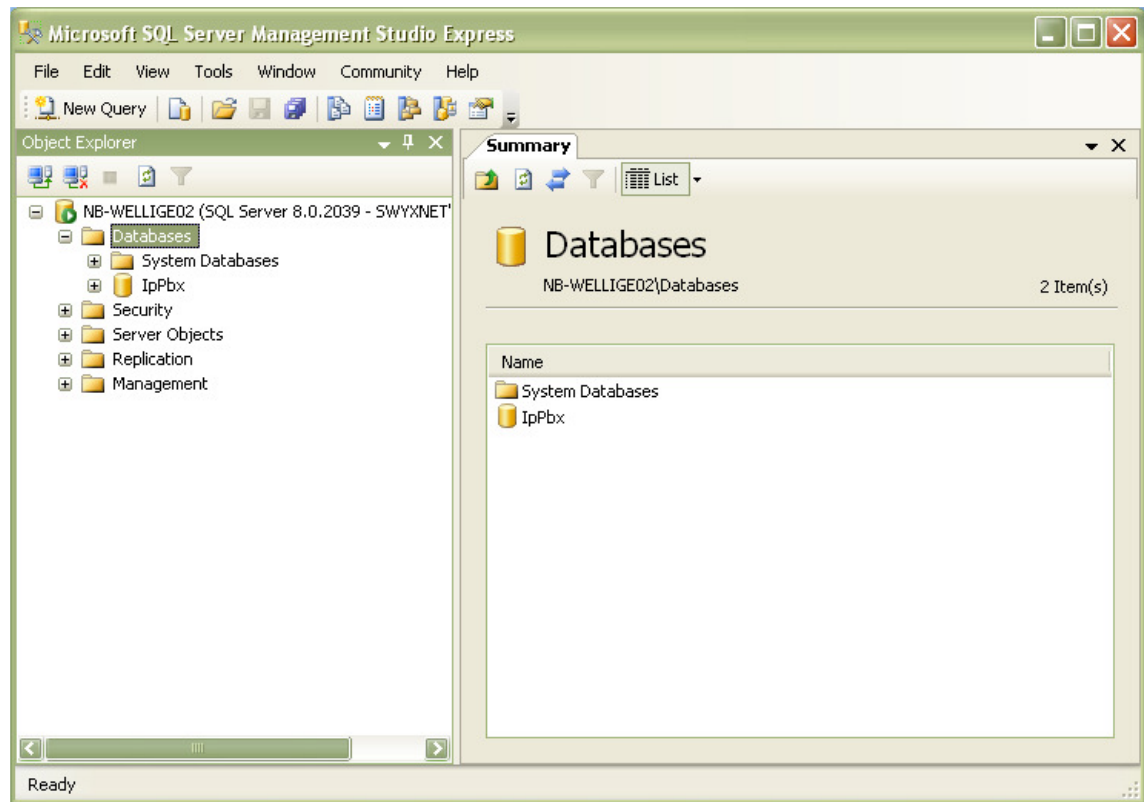 Microsoft SQL Server Management Studio Express
File Edit View Tools Window Community Help
New Query
Object Explorer
Summary
List
NB-WELLIGE02 (SQL Server 8.0.2039 - SWYXNET'
Databases
System Databases
IpPbx
Security
Server Objects
Replication
Management
Databases
NB-WELLIGE02\Databases 2 Item(s)
Name
System Databases
IpPbx
Ready